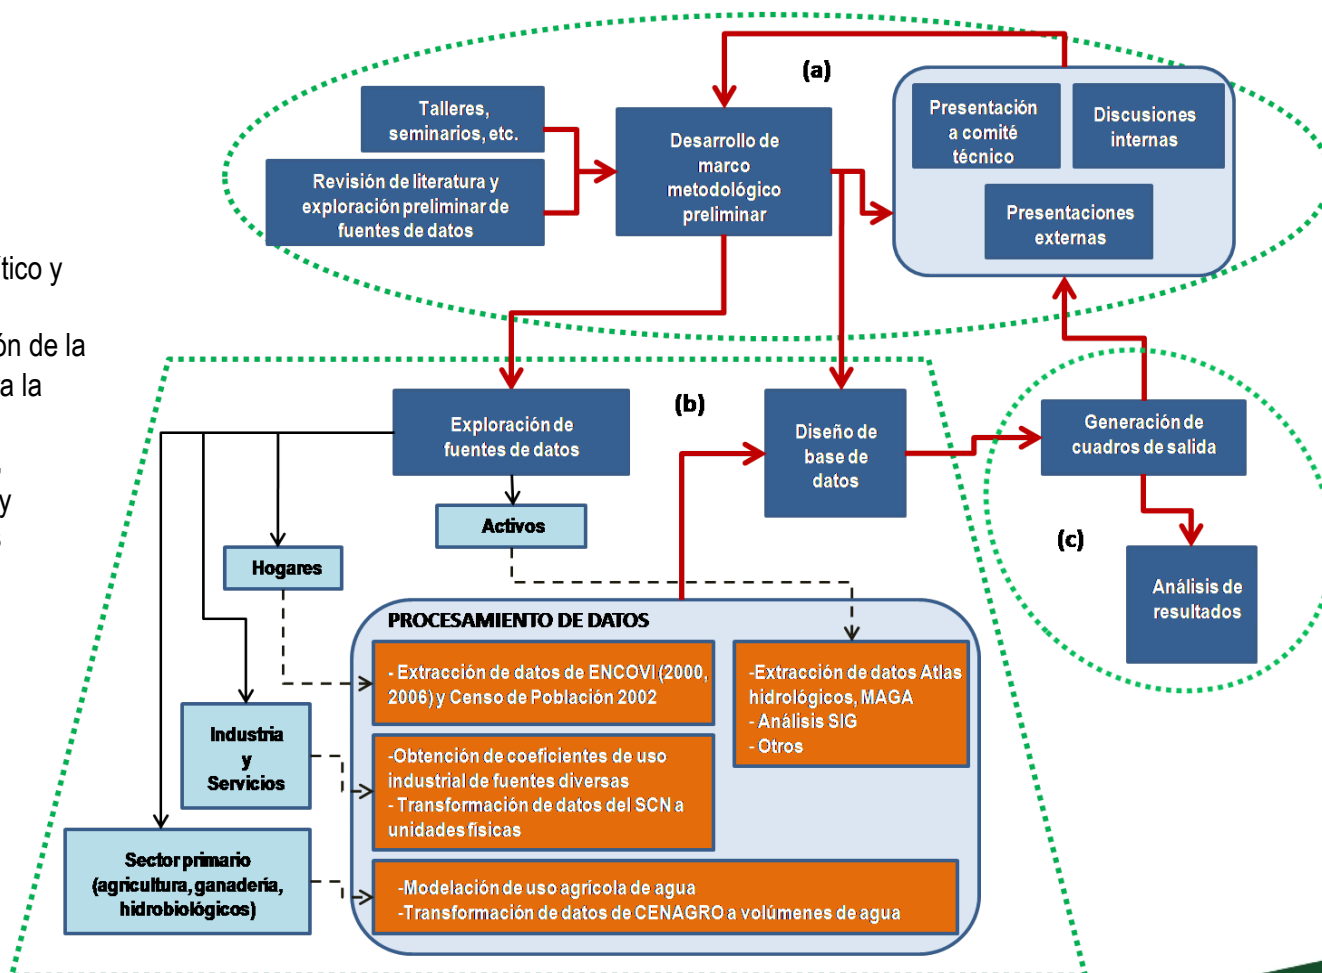 (a)
Talleres,
seminarios, etc.
Revisión de literatura y
exploración preliminar de
fuentes de datos
Desarrollo de
marco
metodológico
preliminar
Presentación
a comité
técnico
Discusiones
internas
Presentaciones
externas
tico y
ón de la
a la
y
(b)
Exploración de
fuentes de datos
Diseño de
base de
datos
Generación de
cuadros de salida
(c)
Análisis de
resultados
Activos
Hogares
Industria
y
Servicios
Sector primario
(agricultura, ganadería,
hidrobiológicos)
PROCESAMIENTO DE DATOS
- Extracción de datos de ENCOVI (2000,
2006) y Censo de Población 2002
-Extracción de datos Atlas
hidrológicos, MAGA
- Análisis SIG
- Otros
-Obtención de coeficientes de uso
industrial de fuentes diversas
- Transformación de datos del SCN a
unidades físicas
-Modelación de uso agrícola de agua
-Transformación de datos de CENAGRO a volúmenes de agua